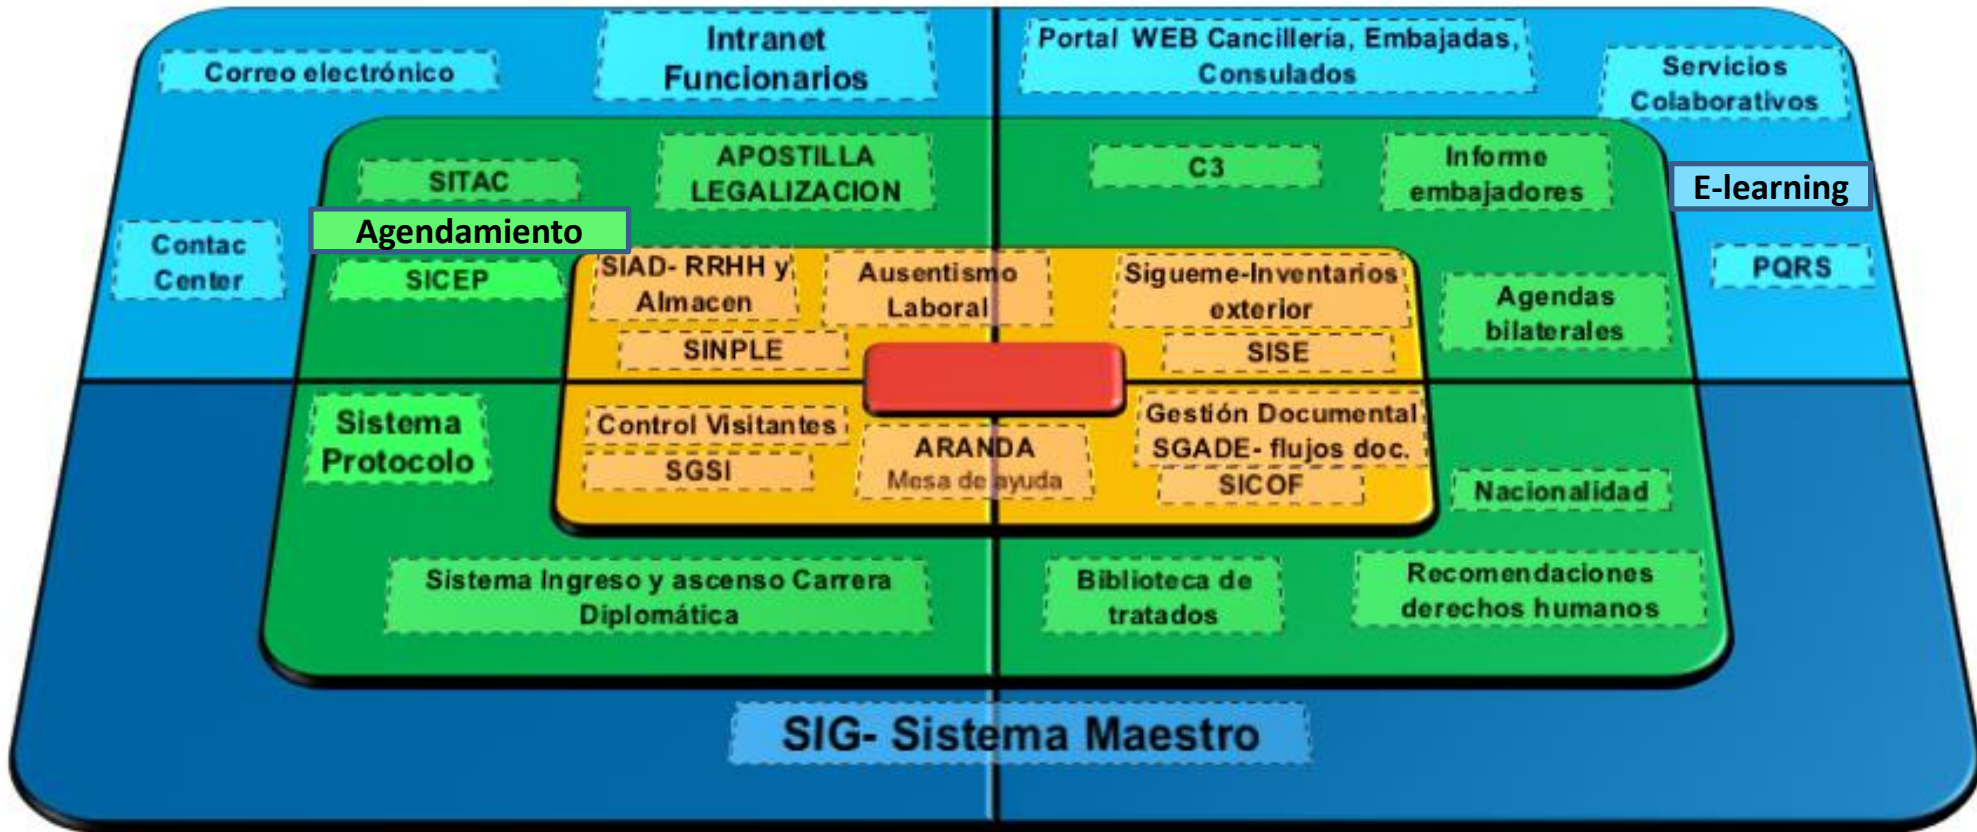 Correo electrónico
Intranet
Funcionarios
Portal WEB Cancillería, Embajadas,
Consulados
Servicios
Colaborativos
SITAC
APOSTILLA
LEGALIZACION
C3
Informe
embajadores
E-learning
Agendamiento
Contac
Center
SICEP
SIAD- RRHH y
Almacen
Ausentismo
Laboral
Sigueme-Inventarios
exterior
Agendas
bilaterales
PQRS
SINPLE
SISE
Sistema
Protocolo
Control Visitantes
SGSI
ARANDA
Mesa de ayuda
Gestión Documental
SGADE- flujos doc.
SICOF
Nacionalidad
Sistema Ingreso y ascenso Carrera
Diplomática
Biblioteca de
tratados
Recomendaciones
derechos humanos
SIG- Sistema Maestro